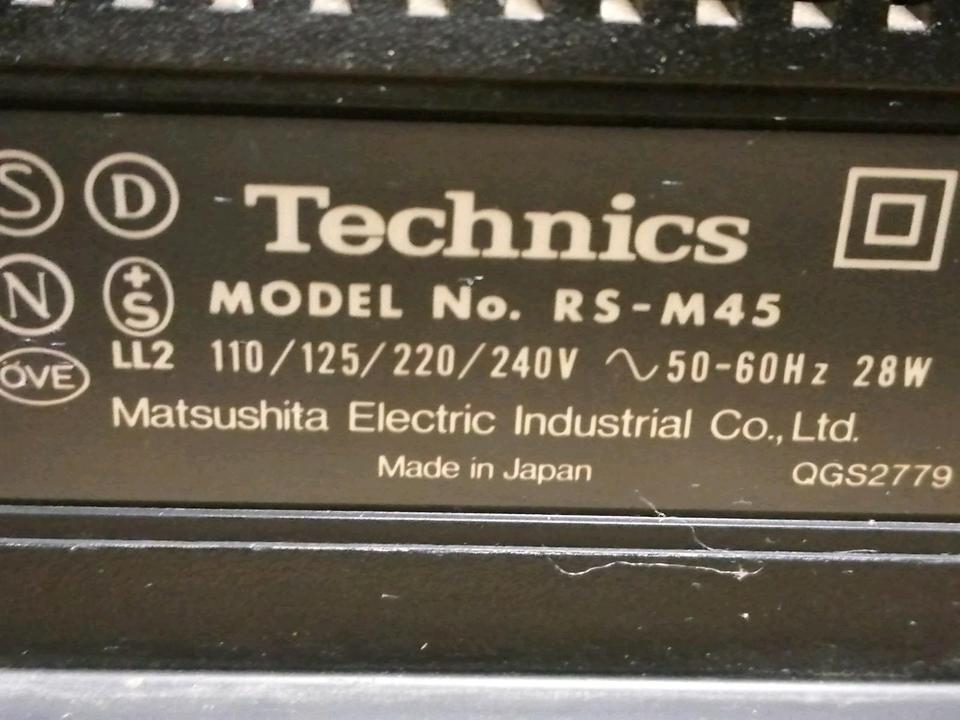 S D Technics
N +S MODEL No. RS-M45
ÖVE LL2 110/125/220/240V ∿50-60Hz 28W
Matsushita Electric Industrial Co., Ltd.
Made in Japan QGS2779